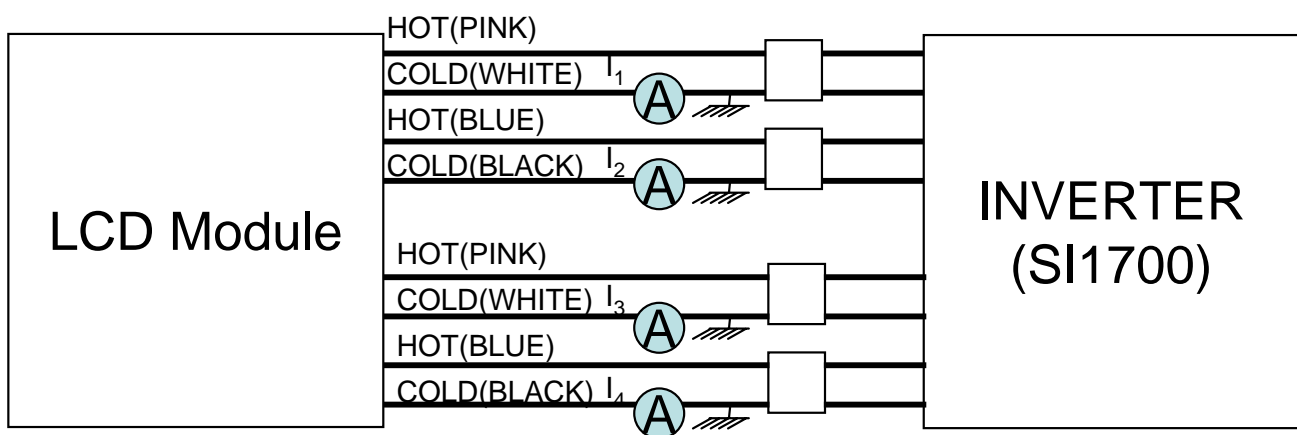 HOT(PINK)
COLD(WHITE) I1
A
HOT(BLUE)
COLD(BLACK) I2
A
LCD Module
INVERTER
(SI1700)
HOT(PINK)
COLD(WHITE) I3
A
HOT(BLUE)
COLD(BLACK) I4
A